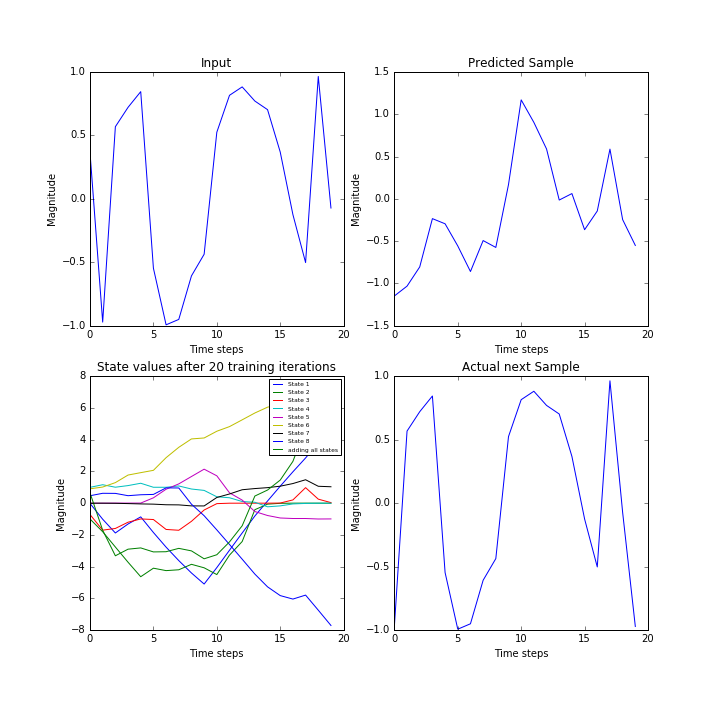 Input
Magnitude
1.0
0.5
0.0
−0.5
−1.0
0
5
10
15
20
Time steps
Predicted Sample
Magnitude
1.5
1.0
0.5
0.0
−0.5
−1.0
−1.5
0
5
10
15
20
Time steps
State values after 20 training iterations
Magnitude
8
6
4
2
0
−2
−4
−6
−8
State 1
State 2
State 3
State 4
State 5
State 6
State 7
State 8
adding all states
0
5
10
15
20
Time steps
Actual next Sample
Magnitude
1.0
0.5
0.0
−0.5
−1.0
0
5
10
15
20
Time steps